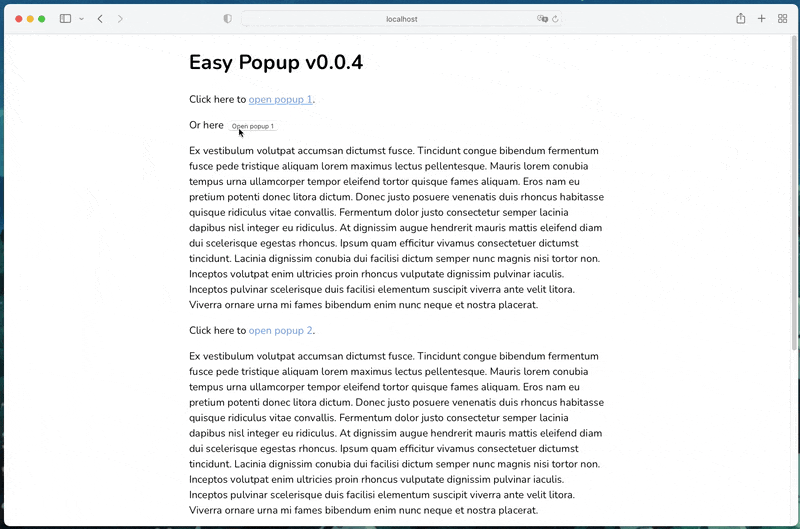 localhost
Easy Popup v0.0.4
Click here to open popup 1.
Or here Open popup 1
Ex vestibulum volutpat accumsan dictumst fusce. Tincidunt congue bibendum fermentum
fusce pede tristique aliquam lorem maximus lectus pellentesque. Mauris lorem conubia
tempus urna ullamcorper tempor eleifend tortor quisque fames aliquam. Eros nam eu
pretium potenti donec litora dictum. Donec justo posuere venenatis duis rhoncus habitasse
quisque ridiculus vitae convallis. Fermentum dolor justo consectetur semper lacinia
dapibus nisl integer eu ridiculus. At dignissim augue hendrerit mauris mattis eleifend diam
dui scelerisque egestas rhoncus. Ipsum quam efficitur vivamus consectetuer dictumst
tincidunt. Lacinia dignissim conubia dui facilisi dictum semper nunc magnis nisi tortor non.
Inceptos volutpat enim ultricies proin rhoncus vulputate dignissim pulvinar iaculis.
Inceptos pulvinar scelerisque duis facilisi elementum suscipit viverra ante velit litora.
Viverra ornare urna mi fames bibendum enim nunc neque et nostra placerat.
Click here to open popup 2.
Ex vestibulum volutpat accumsan dictumst fusce. Tincidunt congue bibendum fermentum
fusce pede tristique aliquam lorem maximus lectus pellentesque. Mauris lorem conubia
tempus urna ullamcorper tempor eleifend tortor quisque fames aliquam. Eros nam eu
pretium potenti donec litora dictum. Donec justo posuere venenatis duis rhoncus habitasse
quisque ridiculus vitae convallis. Fermentum dolor justo consectetur semper lacinia
dapibus nisl integer eu ridiculus. At dignissim augue hendrerit mauris mattis eleifend diam
dui scelerisque egestas rhoncus. Ipsum quam efficitur vivamus consectetuer dictumst
tincidunt. Lacinia dignissim conubia dui facilisi dictum semper nunc magnis nisi tortor non.
Inceptos volutpat enim ultricies proin rhoncus vulputate dignissim pulvinar iaculis.
Inceptos pulvinar scelerisque duis facilisi elementum suscipit viverra ante velit litora.
Viverra ornare urna mi fames bibendum enim nunc neque et nostra placerat.